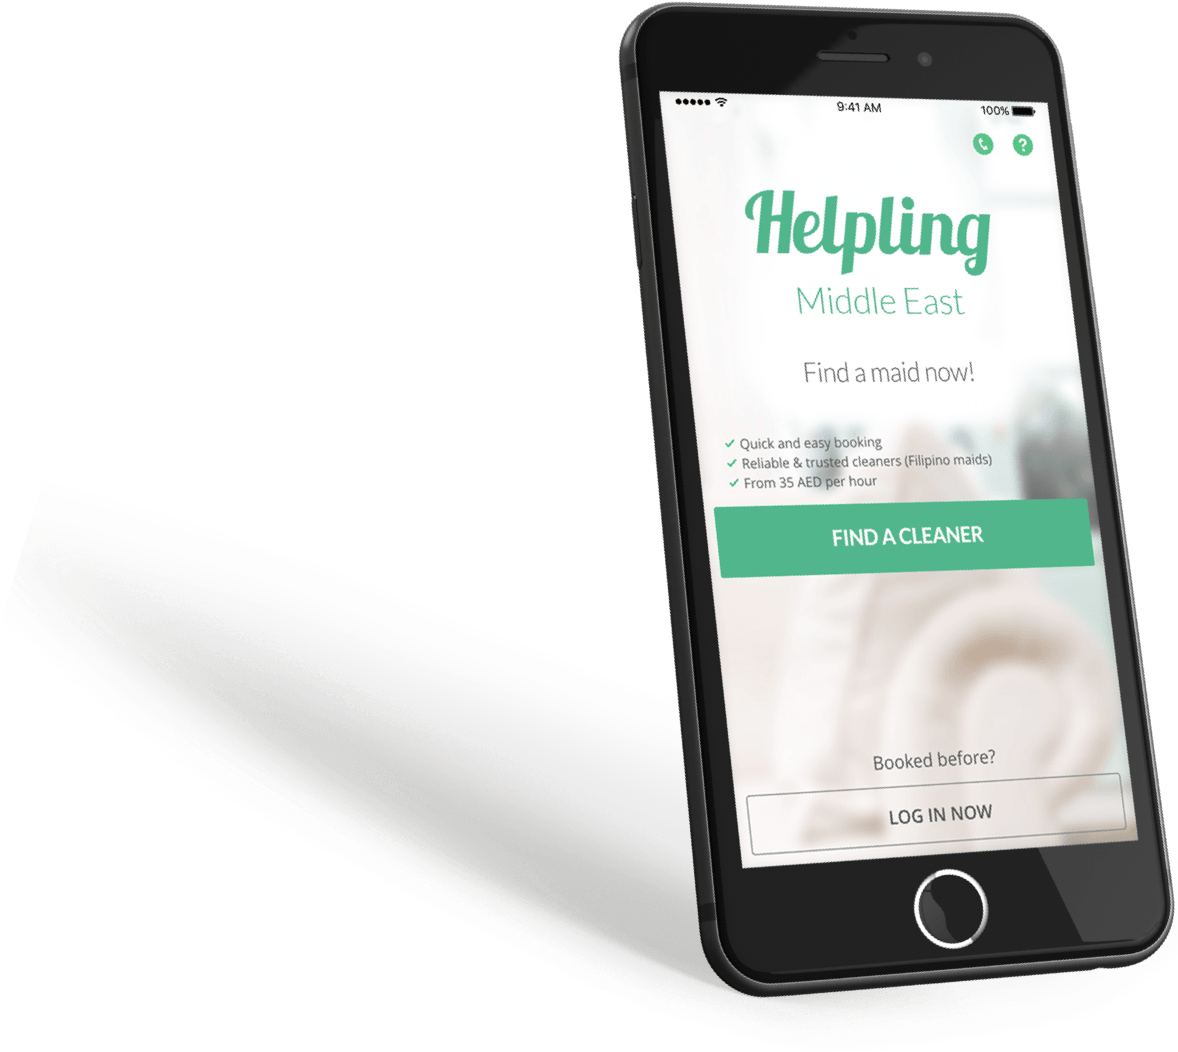 9:41 AM
100%
?
Helpling
Middle East
Find a maid now!
Quick and easy booking
Reliable & trusted cleaners (Filipino maids)
From 35 AED per hour
FIND A CLEANER
Booked before?
LOG IN NOW